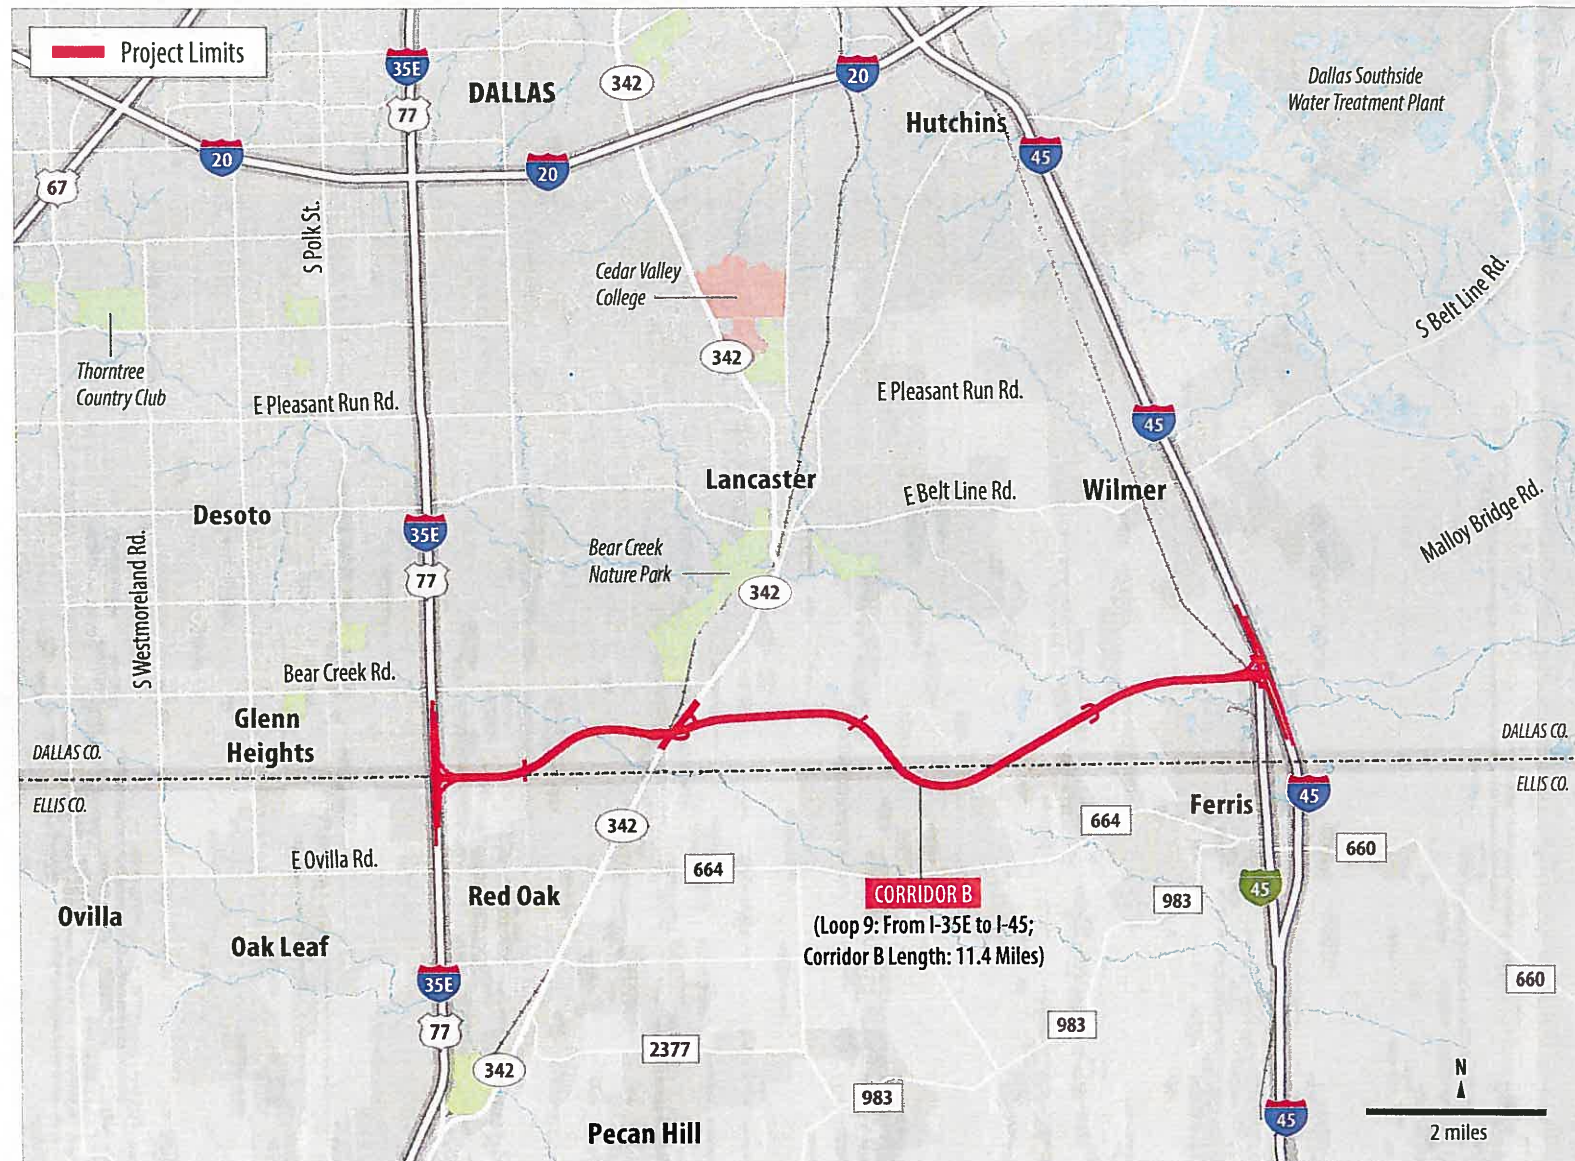 Project Limits
35E
77
DALLAS
342
20
Dallas Southside
Water Treatment Plant
Hutchins
45
20
20
67
S Polk St.
Cedar Valley
College
342
S Belt Line Rd.
Thorntree
Country Club
E Pleasant Run Rd.
E Pleasant Run Rd.
45
Lancaster
E Belt Line Rd.
Wilmer
Desoto
35E
77
S Westmoreland Rd.
Bear Creek
Nature Park
342
Malloy Bridge Rd.
Bear Creek Rd.
Glenn
Heights
DALLAS CO.
DALLAS CO.
ELLIS CO.
ELLIS CO.
45
Ferris
342
664
660
E Ovilla Rd.
664
Red Oak
CORRIDOR B
(Loop 9: From I-35E to I-45;
Corridor B Length: 11.4 Miles)
983
45
Ovilla
Oak Leaf
35E
77
660
983
2377
342
983
Pecan Hill
45
N
2 miles